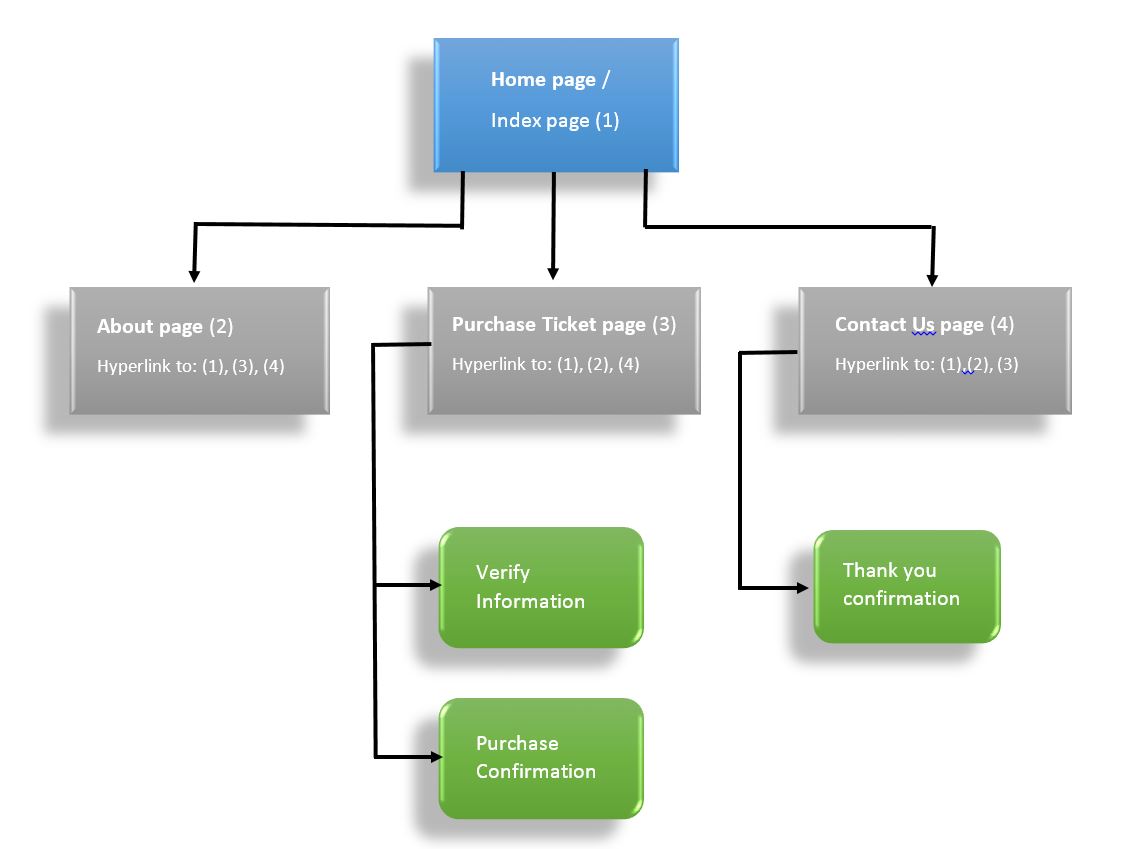 Home page /
Index page (1)
About page (2)
Hyperlink to: (1), (3), (4)
Purchase Ticket page (3)
Hyperlink to: (1), (2), (4)
Contact Us page (4)
Hyperlink to: (1),(2), (3)
Verify
Information
Thank you
confirmation
Purchase
Confirmation